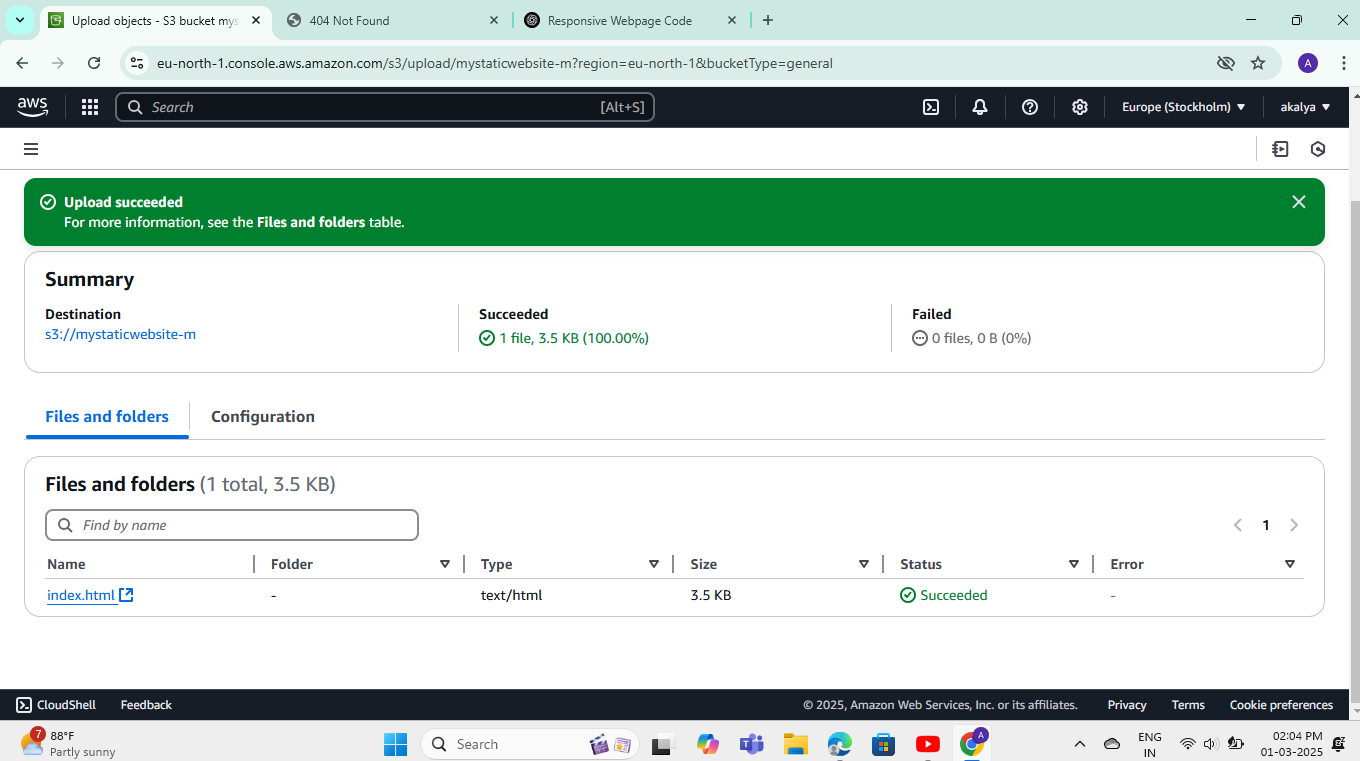 Upload objects - S3 bucket mys
404 Not Found
Responsive Webpage Code
eu-north-1.console.aws.amazon.com/s3/upload/mystaticwebsite-m?region=eu-north-1&bucketType=general
A
aws
Search
[Alt+S]
Europe (Stockholm)
akalya
Upload succeeded
For more information, see the Files and folders table.
Summary
Destination
s3://mystaticwebsite-m
Succeeded
1 file, 3.5 KB (100.00%)
Failed
0 files, 0 B (0%)
Files and folders
Configuration
Files and folders (1 total, 3.5 KB)
Find by name
1
Name
Folder
Type
Size
Status
Error
index.html
-
text/html
3.5 KB
Succeeded
-
CloudShell
Feedback
© 2025, Amazon Web Services, Inc. or its affiliates.
Privacy
Terms
Cookie preferences
7
88°F
Partly sunny
Search
A
ENG
IN
02:04 PM
01-03-2025